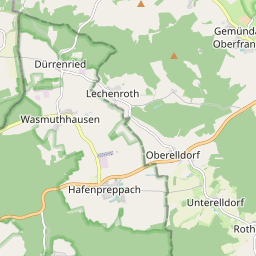 Gemünda
Oberfran
Dürrenried
Lechenroth
Wasmuthhausen
Oberelldorf
Hafenpreppach
Unterelldorf
Roth